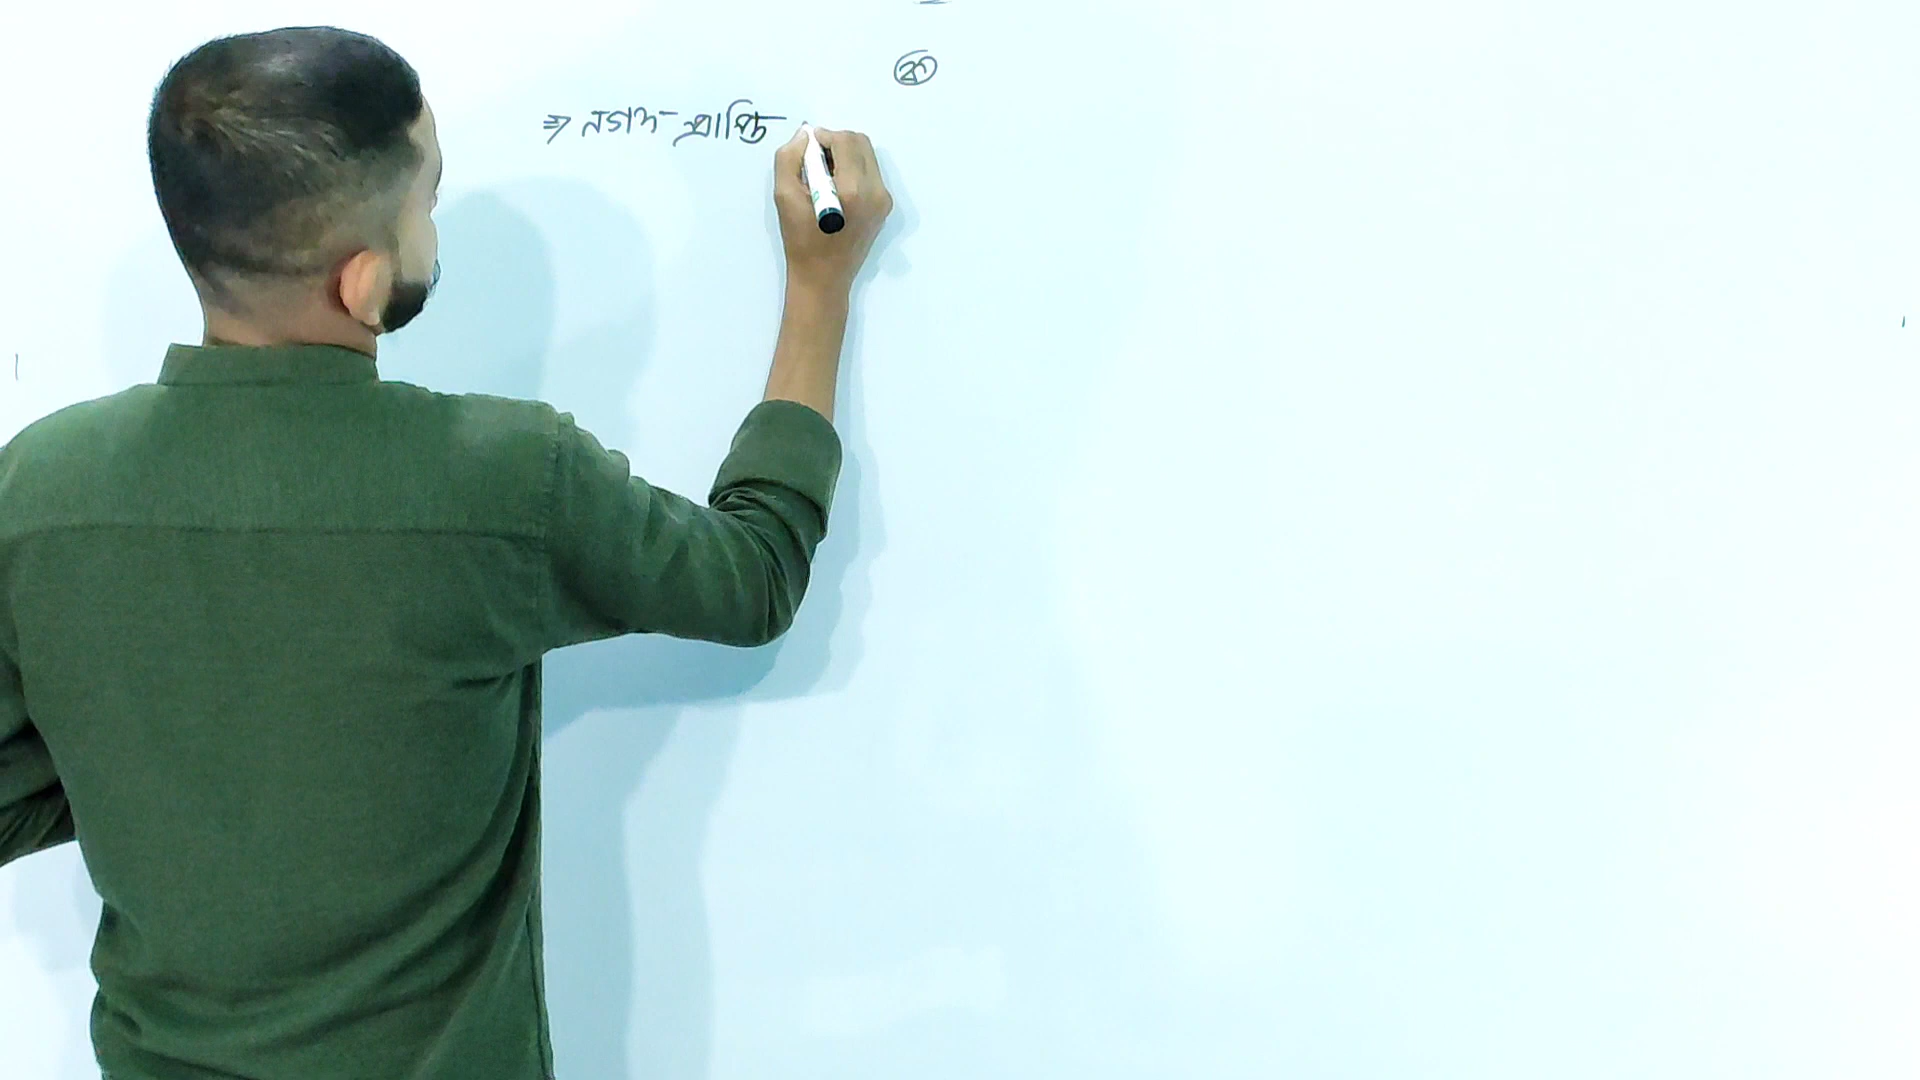 ক
⇒ নগদ প্রাপ্তি